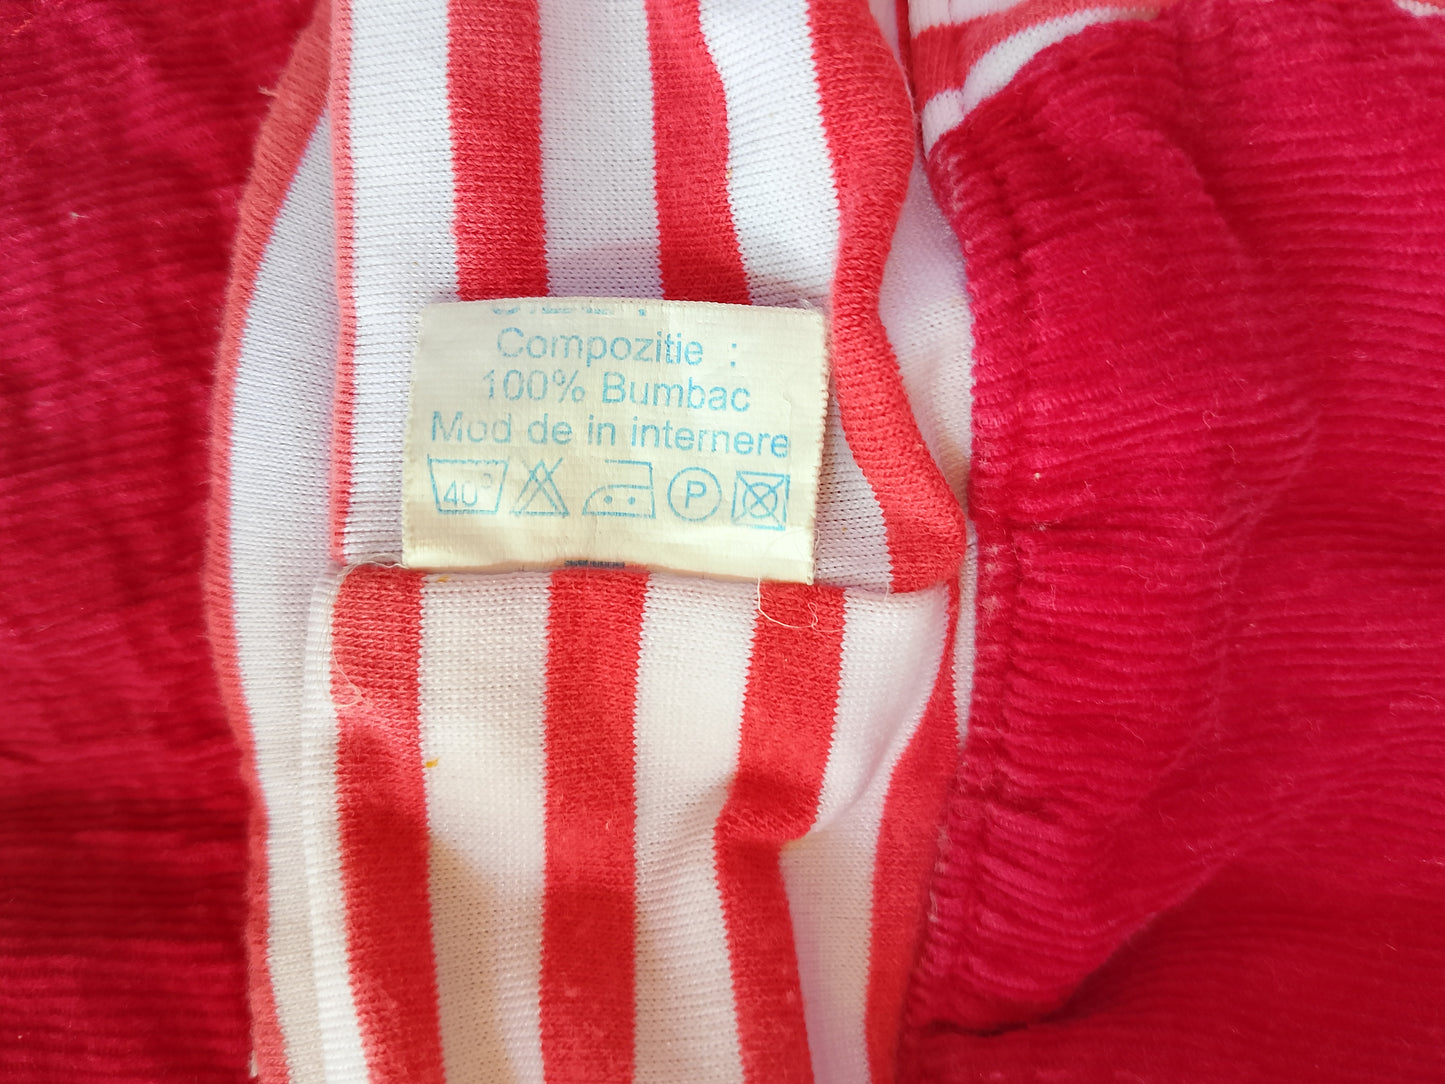 Compozitie :
100% Bumbac
Mod de in internere
40° P